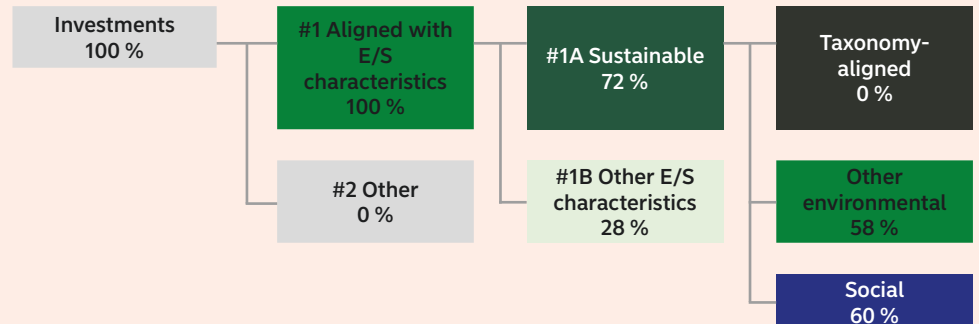 Investments
100 %
#1 Aligned with
E/S
characteristics
100 %
#2 Other
0 %
#1A Sustainable
72 %
#1B Other E/S
characteristics
28 %
Taxonomy-
aligned
0 %
Other
environmental
58 %
Social
60 %